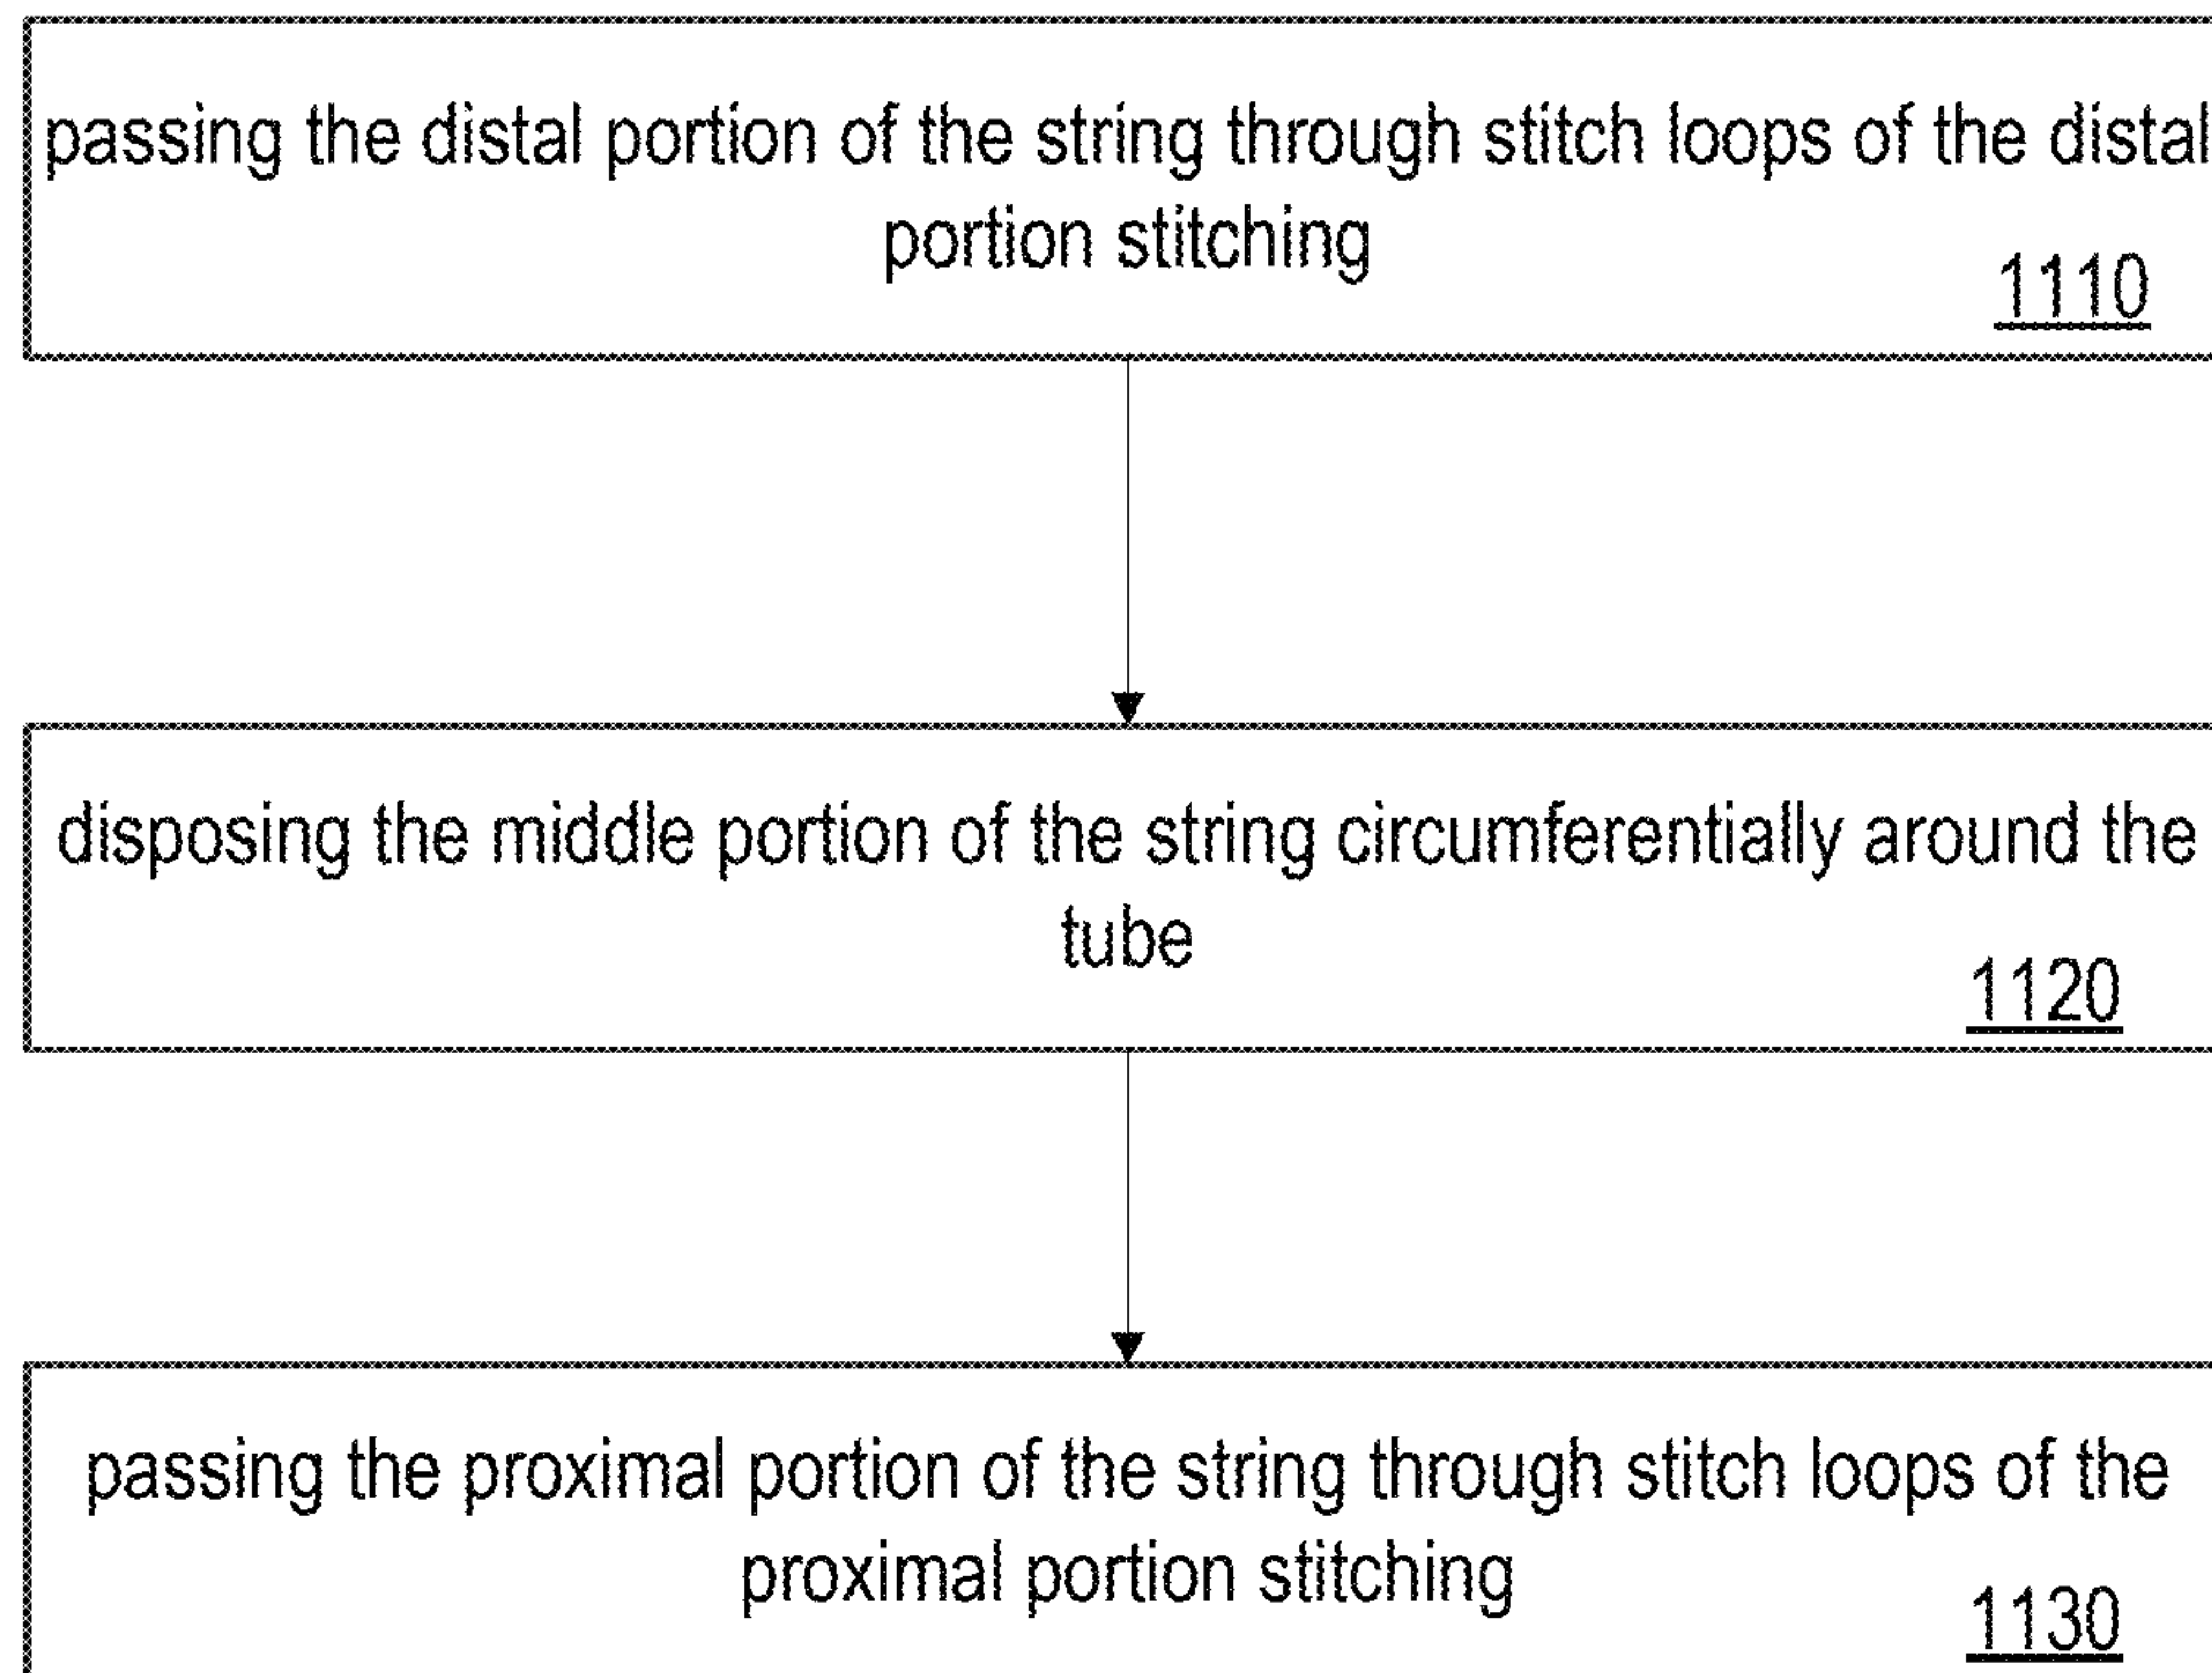 passing the distal portion of the string through stitch loops of the distal
portion stitching
1110
disposing the middle portion of the string circumferentially around the
tube
1120
passing the proximal portion of the string through stitch loops of the
proximal portion stitching
1130